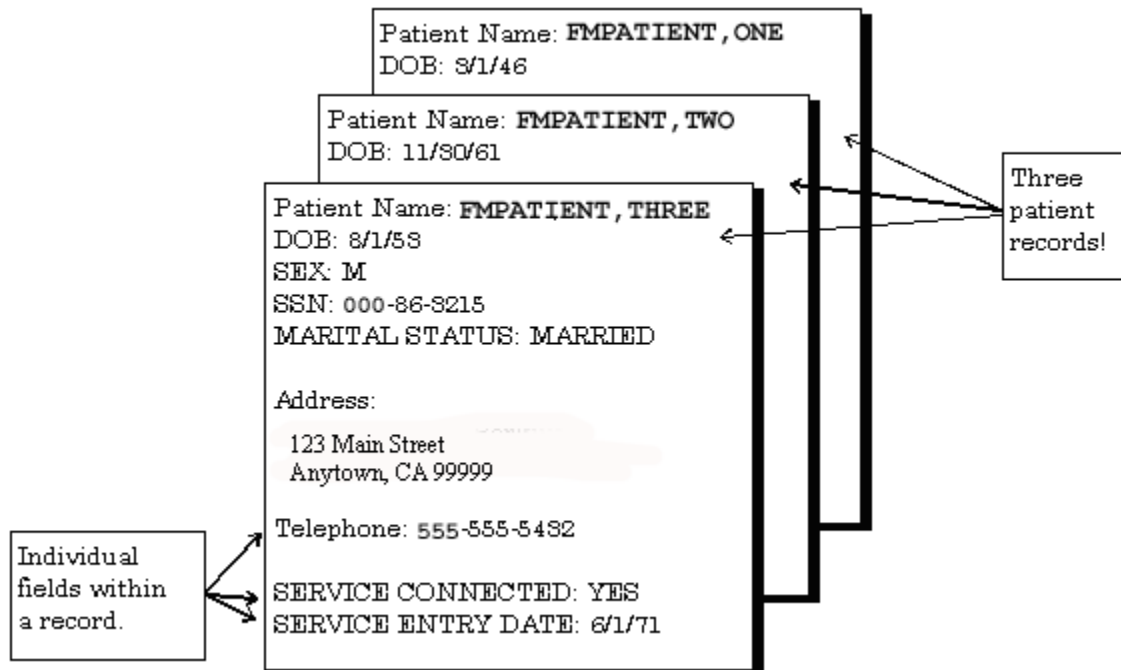 Patient Name: FMPATIENT,ONE
DOB: 3/1/46
Patient Name: FMPATIENT,TWO
DOB: 11/30/61
Patient Name: FMPATIENT,THREE
DOB: 8/1/53
SEX: M
SSN: 000-86-3215
MARITAL STATUS: MARRIED
Address:
123 Main Street
Anytown, CA 99999
Telephone: 555-555-5432
SERVICE CONNECTED: YES
SERVICE ENTRY DATE: 6/1/71
Three
patient
records!
Individual
fields within
a record.